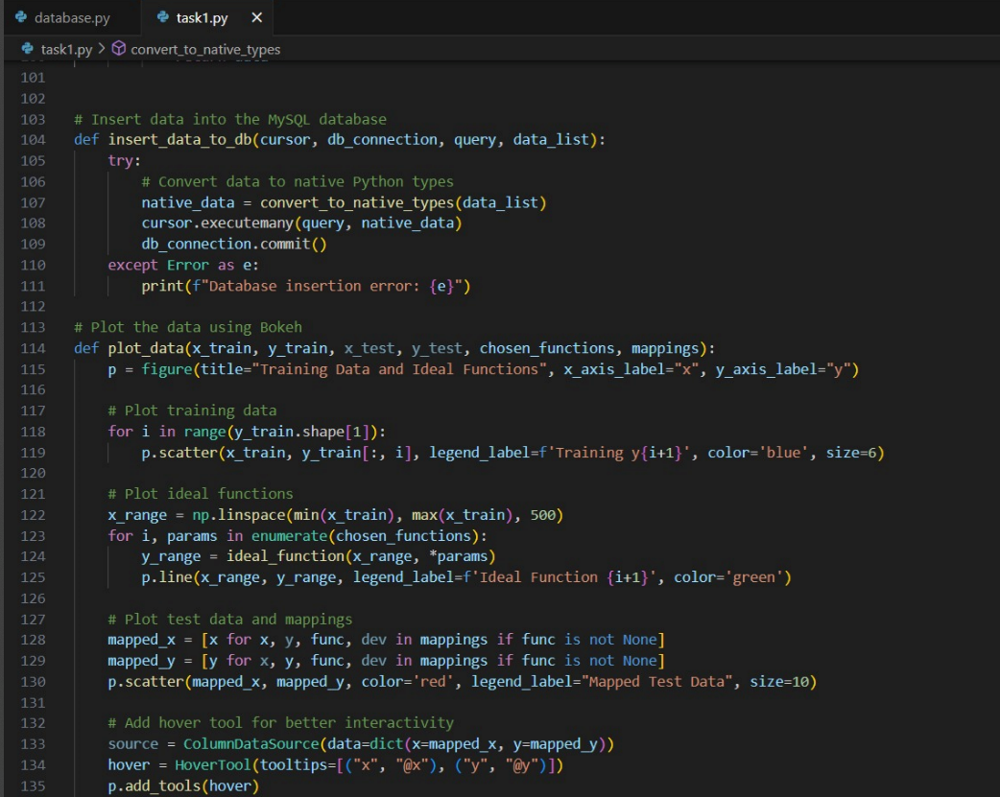 database.py task1.py ×
task1.py > convert_to_native_types
101
102
103 # Insert data into the MySQL database
104 def insert_data_to_db(cursor, db_connection, query, data_list):
105     try:
106         # Convert data to native Python types
107         native_data = convert_to_native_types(data_list)
108         cursor.executemany(query, native_data)
109         db_connection.commit()
110     except Error as e:
111         print(f"Database insertion error: {e}")
112
113 # Plot the data using Bokeh
114 def plot_data(x_train, y_train, x_test, y_test, chosen_functions, mappings):
115     p = figure(title="Training Data and Ideal Functions", x_axis_label="x", y_axis_label="y")
116
117     # Plot training data
118     for i in range(y_train.shape[1]):
119         p.scatter(x_train, y_train[:, i], legend_label=f'Training y{i+1}', color='blue', size=6)
120
121     # Plot ideal functions
122     x_range = np.linspace(min(x_train), max(x_train), 500)
123     for i, params in enumerate(chosen_functions):
124         y_range = ideal_function(x_range, *params)
125         p.line(x_range, y_range, legend_label=f'Ideal Function {i+1}', color='green')
126
127     # Plot test data and mappings
128     mapped_x = [x for x, y, func, dev in mappings if func is not None]
129     mapped_y = [y for x, y, func, dev in mappings if func is not None]
130     p.scatter(mapped_x, mapped_y, color='red', legend_label="Mapped Test Data", size=10)
131
132     # Add hover tool for better interactivity
133     source = ColumnDataSource(data=dict(x=mapped_x, y=mapped_y))
134     hover = HoverTool(tooltips=[("x", "@x"), ("y", "@y")])
135     p.add_tools(hover)